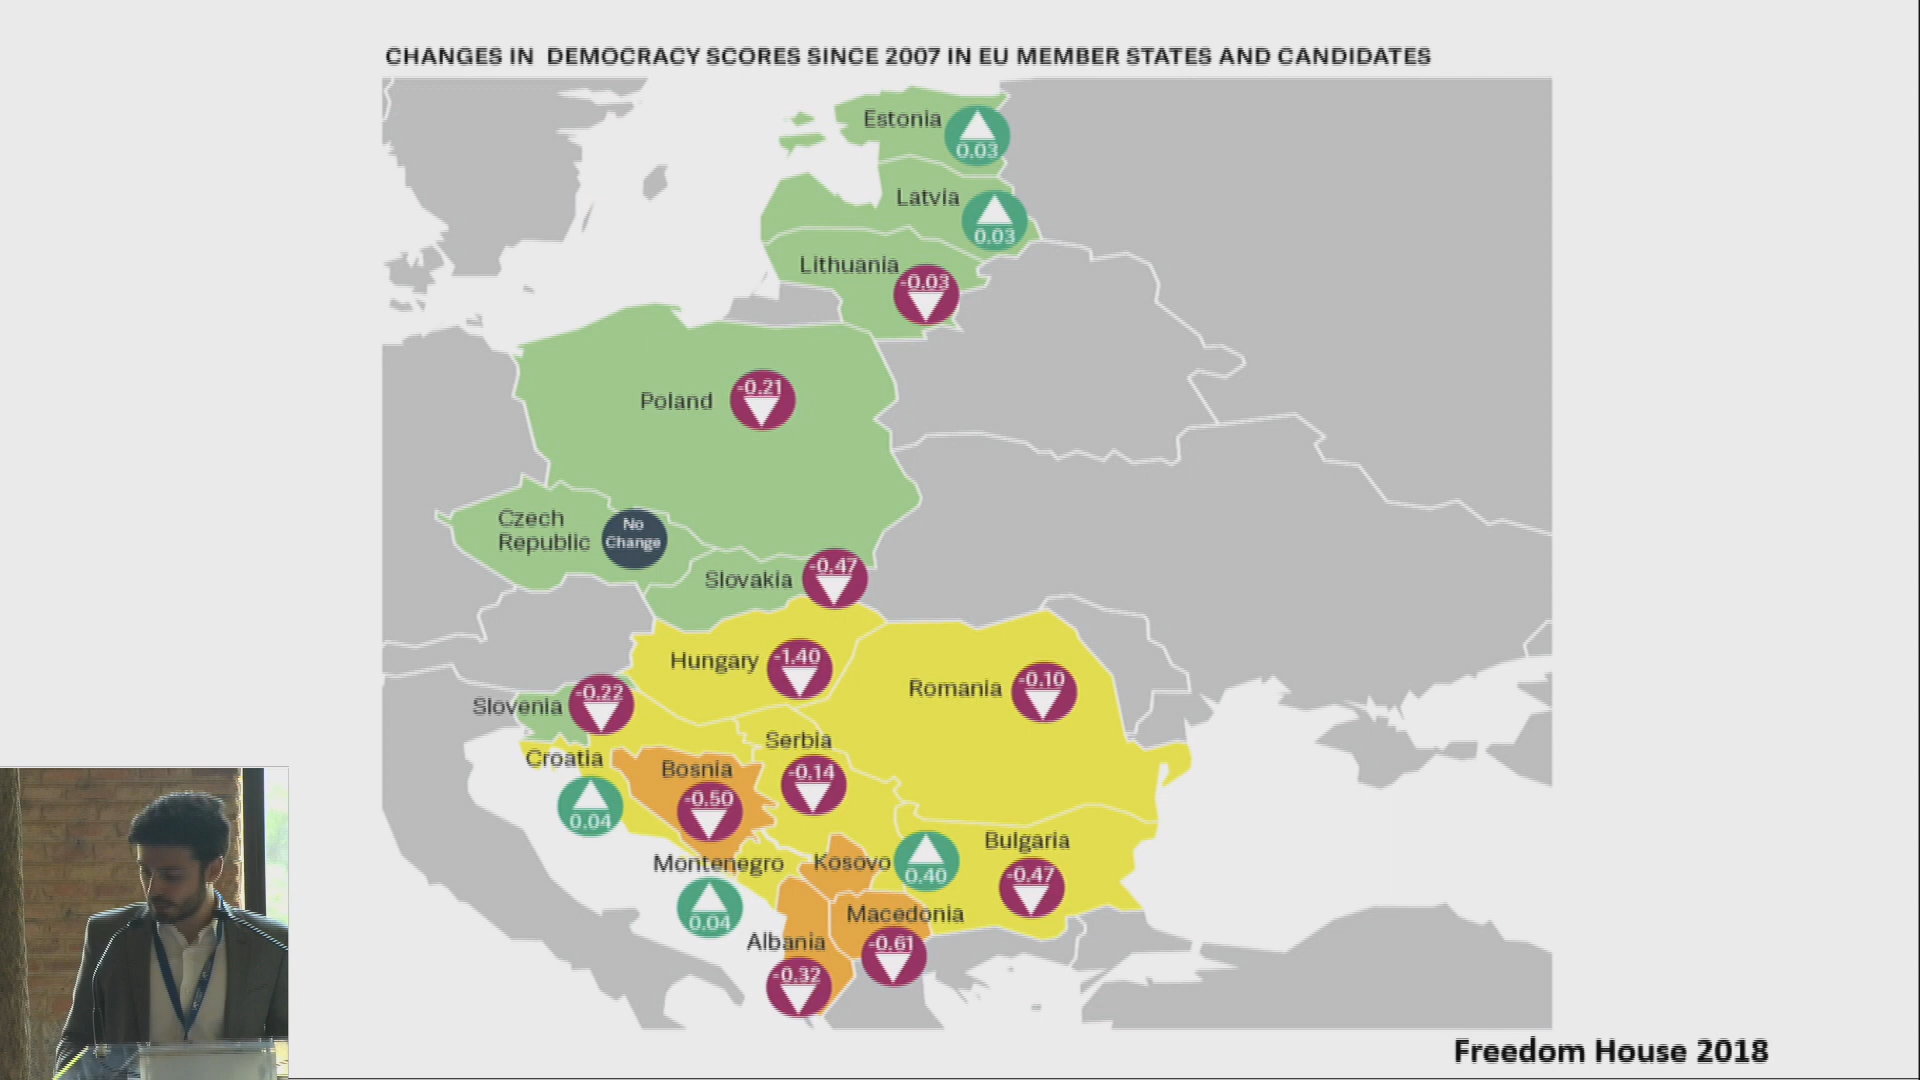 CHANGES IN DEMOCRACY SCORES SINCE 2007 IN EU MEMBER STATES AND CANDIDATES
Estonia
0.03
Latvia
0.03
Lithuania
-0.03
Poland
-0.21
Czech
Republic
No
Change
Slovakia
-0.47
Hungary
-1.40
Romania
-0.10
Slovenia
-0.22
Croatia
0.04
Bosnia
-0.50
Serbia
-0.14
Montenegro
0.04
Kosovo
0.40
Bulgaria
-0.47
Macedonia
-0.61
Albania
-0.32
Freedom House 2018